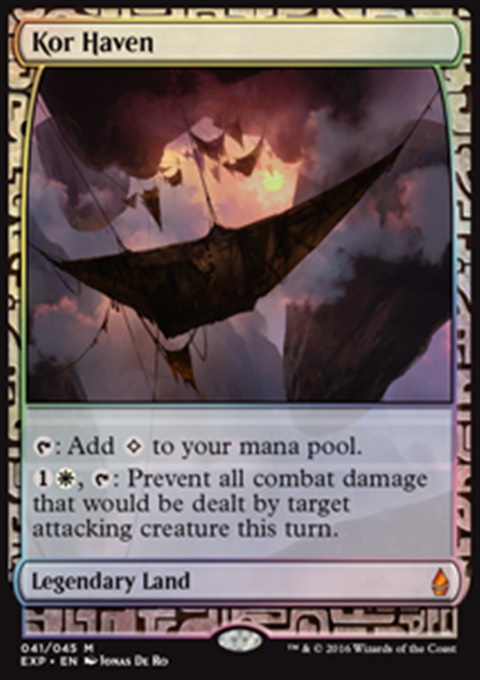 Kor Haven
: Add to your mana pool.
1 , : Prevent all combat damage
that would be dealt by target
attacking creature this turn.
Legendary Land
041/045 M
EXP • EN Jonas De Ro
™ & © 2016 Wizards of the Coast